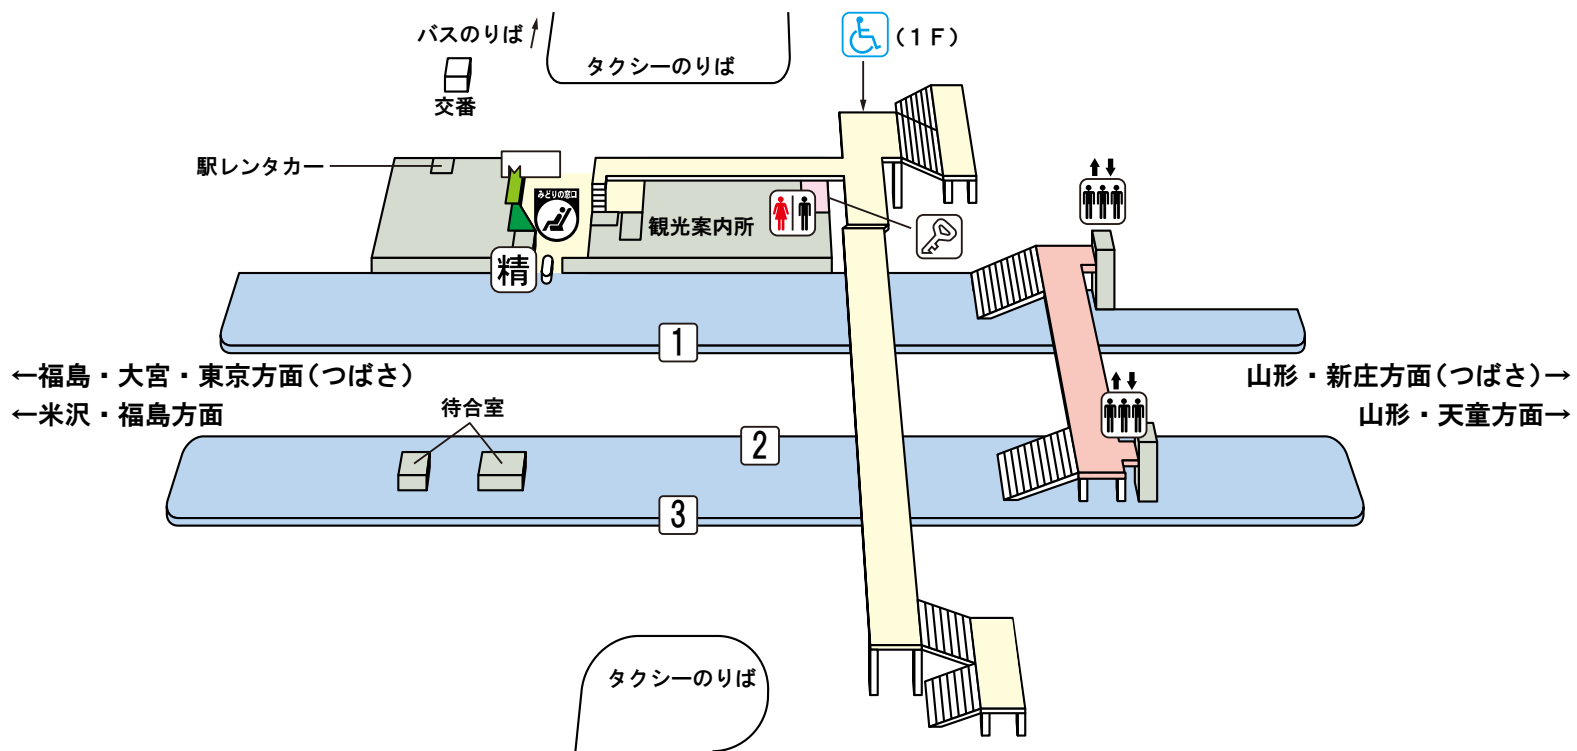 バスのりば
タクシーのりば
(1F)
交番
駅レンタカー
みどりの窓口
観光案内所
精
1
←福島・大宮・東京方面(つばさ)
山形・新庄方面(つばさ)→
←米沢・福島方面
待合室
山形・天童方面→
2
3
タクシーのりば